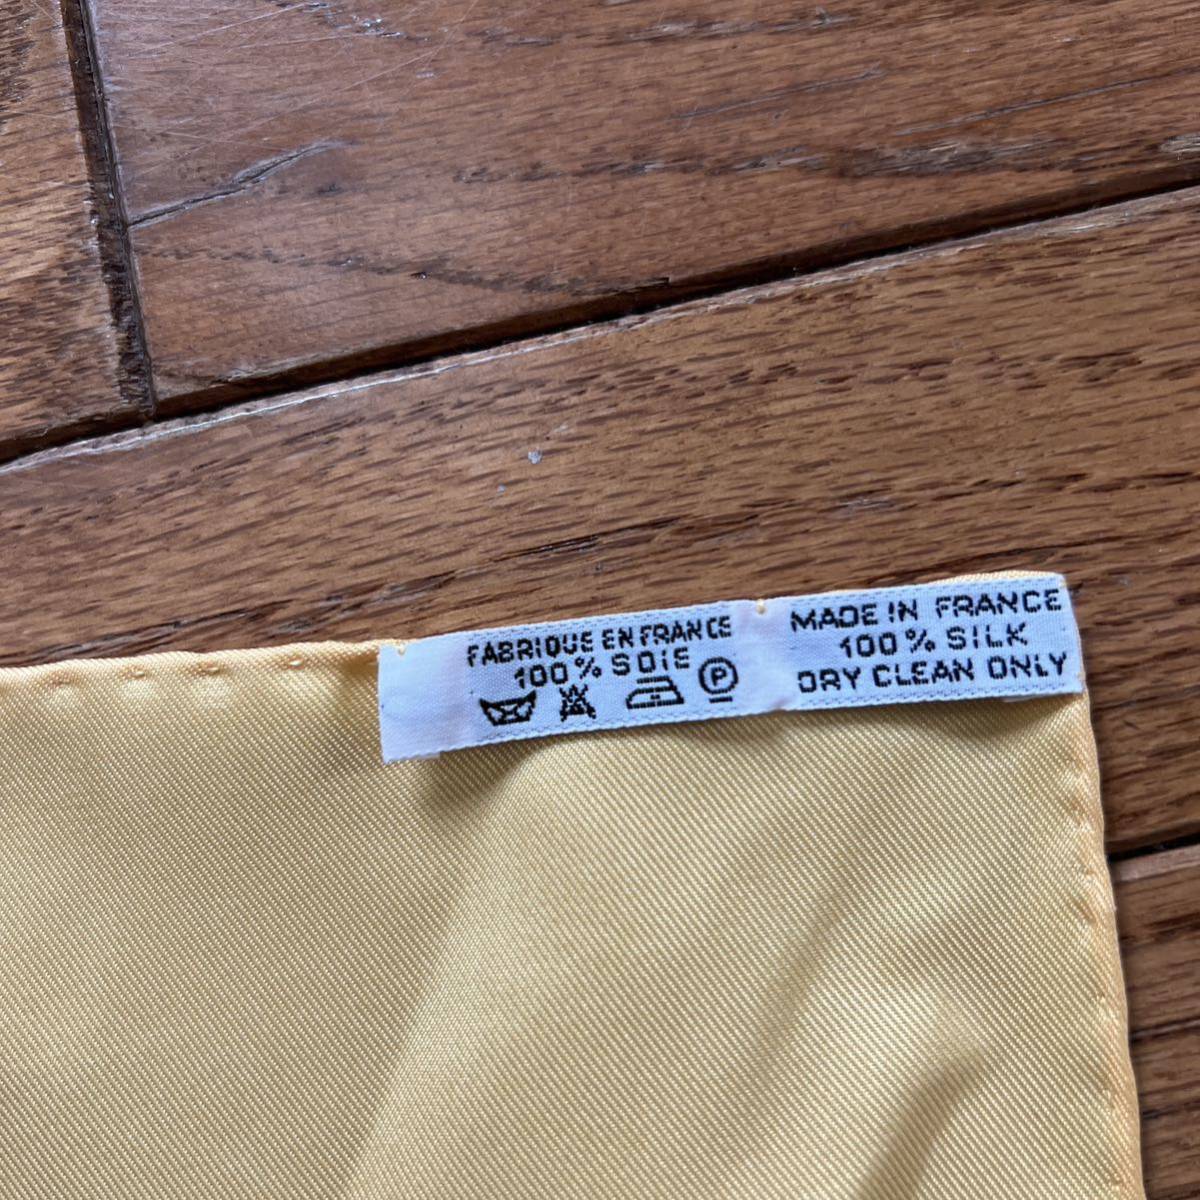 FABRIQUE EN FRANCE
100% SOIE
P
MADE IN FRANCE
100% SILK
DRY CLEAN ONLY